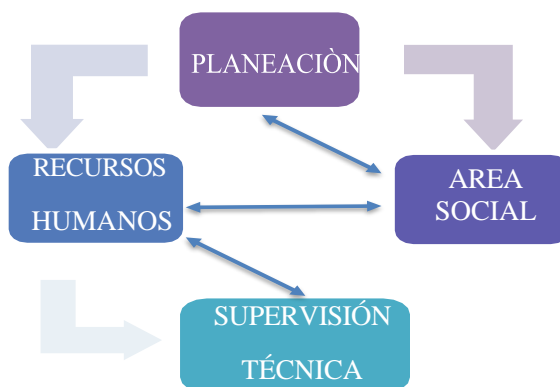 PLANEACIÒN
RECURSOS
HUMANOS
AREA
SOCIAL
SUPERVISIÓN
TÉCNICA